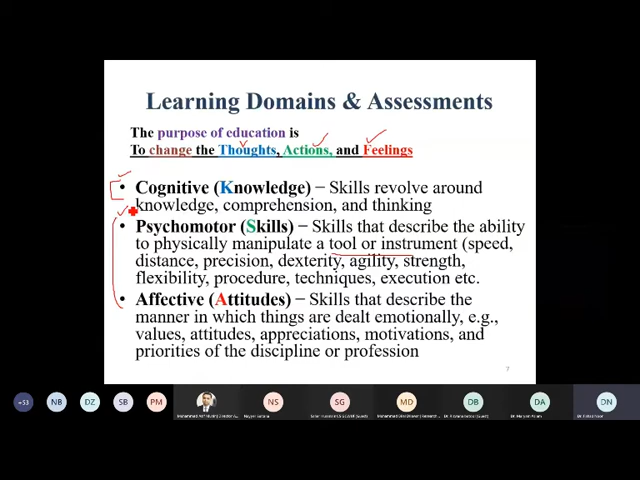 Learning Domains & Assessments
The purpose of education is
To change the Thoughts, Actions, and Feelings
• Cognitive (Knowledge) – Skills revolve around
knowledge, comprehension, and thinking
• Psychomotor (Skills) – Skills that describe the ability
to physically manipulate a tool or instrument (speed,
distance, precision, dexterity, agility, strength,
flexibility, procedure, techniques, execution etc.
• Affective (Attitudes) – Skills that describe the
manner in which things are dealt emotionally, e.g.,
values, attitudes, appreciations, motivations, and
priorities of the discipline or profession
7
+53 NB DZ SB PM NS SG MD DB DA DN